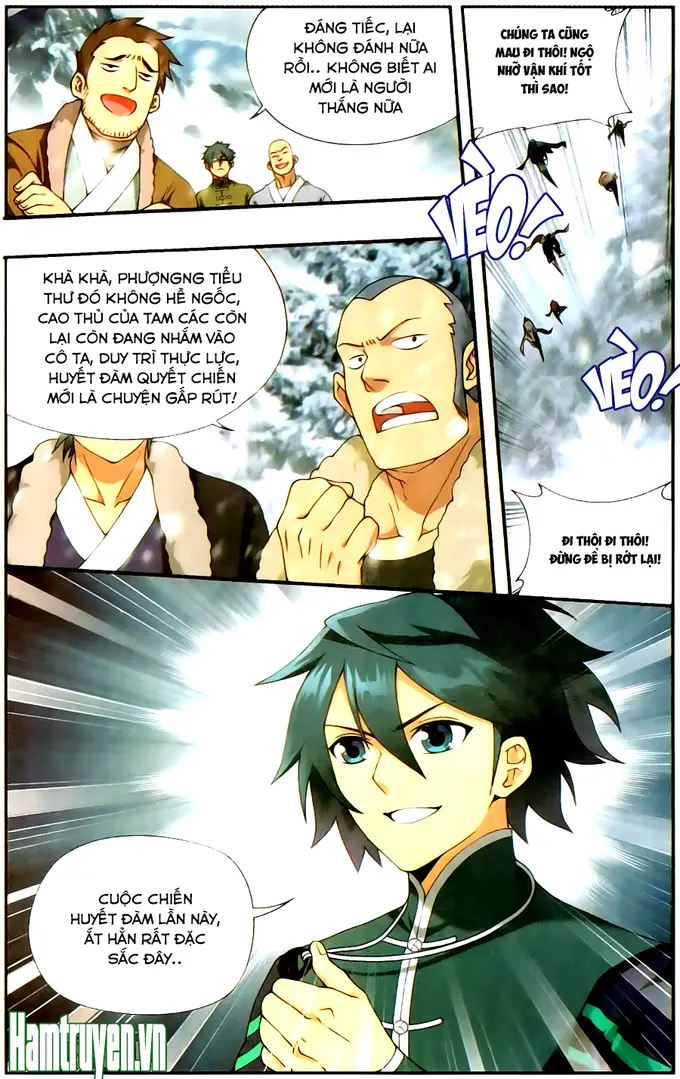 ĐÁNG TIẾC, LẠI
KHÔNG ĐÁNH NỮA
RỒI.. KHÔNG BIẾT AI
MỚI LÀ NGƯỜI
THẮNG NỮA
CHÚNG TA CŨNG
MAU ĐI THÔI! NGỘ
NHỠ VẬN KHÍ TỐT
THÌ SAO!
VÈO!
VÈO!
KHÀ KHÀ, PHƯỢNGNG TIỂU
THƯ ĐÓ KHÔNG HỀ NGỐC,
CAO THỦ CỦA TAM CÁC CÒN
LẠI CÒN ĐANG NHẮM VÀO
CÔ TA, DUY TRÌ THỰC LỰC,
HUYẾT ĐÀM QUYẾT CHIẾN
MỚI LÀ CHUYỆN GẤP RÚT!
ĐI THÔI ĐI THÔI!
ĐỪNG ĐỂ BỊ RỚT LẠI!
CUỘC CHIẾN
HUYẾT ĐÀM LẦN NÀY,
ẮT HẲN RẤT ĐẶC
SẮC ĐÂY..
Hamtruyen.vn